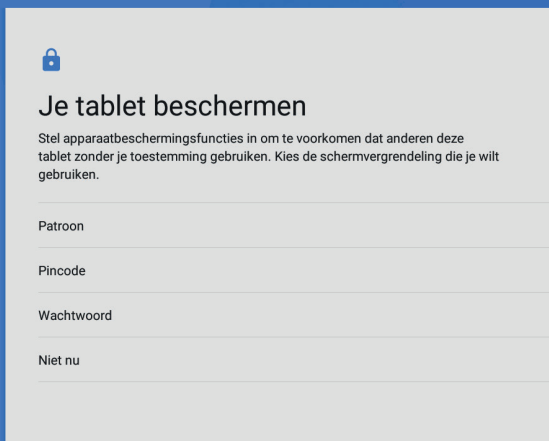 Je tablet beschermen
Stel apparaatbeschermingsfuncties in om te voorkomen dat anderen deze
tablet zonder je toestemming gebruiken. Kies de schermvergrendeling die je wilt
gebruiken.
Patroon
Pincode
Wachtwoord
Niet nu